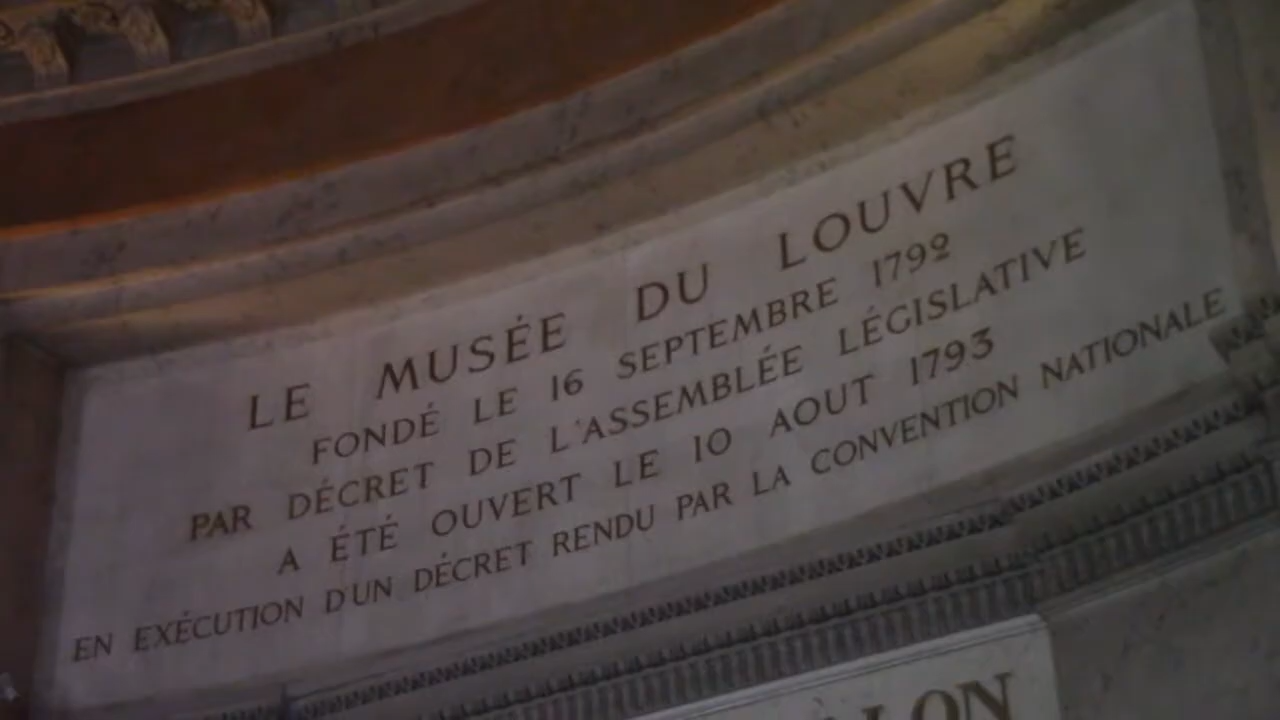 LE MUSÉE DU LOUVRE
FONDÉ LE 16 SEPTEMBRE 1792
PAR DÉCRET DE L'ASSEMBLÉE LÉGISLATIVE
A ÉTÉ OUVERT LE 10 AOUT 1793
EN EXÉCUTION D'UN DÉCRET RENDU PAR LA CONVENTION NATIONALE